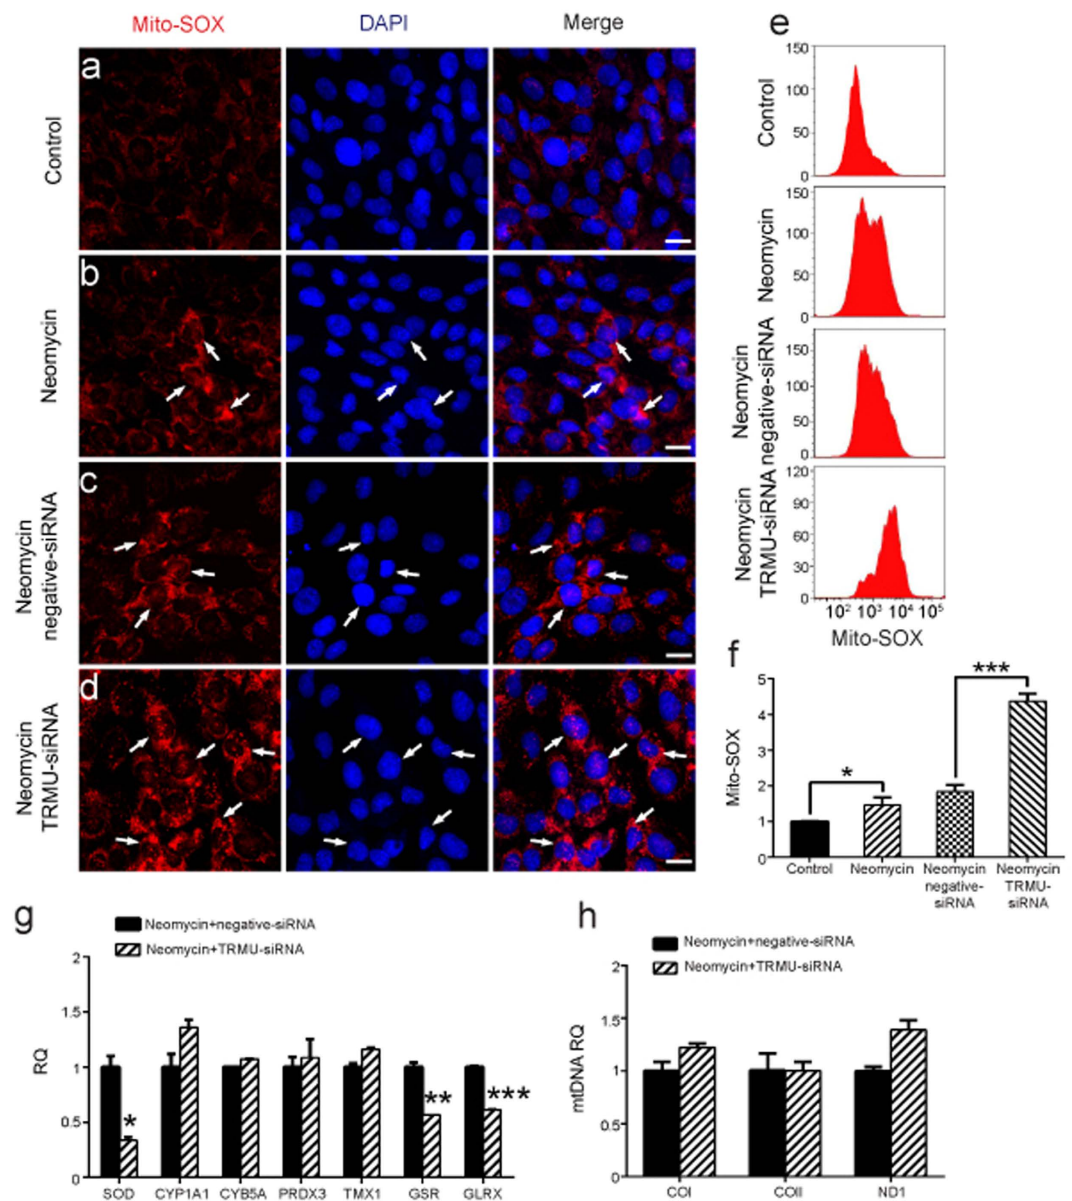 Mito-SOX
DAPI
Merge
a
Control
b
Neomycin
c
Neomycin
negative-siRNA
d
Neomycin
TRMU-siRNA
e
Control
150
100
50
0
Neomycin
150
100
50
0
Neomycin
negative-siRNA
150
100
50
0
Neomycin
TRMU-siRNA
120
90
60
30
0
10² 10³ 10⁴ 10⁵
Mito-SOX
f
Mito-SOX
5
4
3
2
1
0
*
***
Control
Neomycin
Neomycin
negative-
siRNA
Neomycin
TRMU-
siRNA
g
Neomycin+negative-siRNA
Neomycin+TRMU-siRNA
RQ
2
1.5
1
0.5
0
*
**
***
SOD CYP1A1 CYB5A PRDX3 TMX1 GSR GLRX
h
Neomycin+negative-siRNA
Neomycin+TRMU-siRNA
mtDNA RQ
2
1.5
1
0.5
0
COI COII ND1